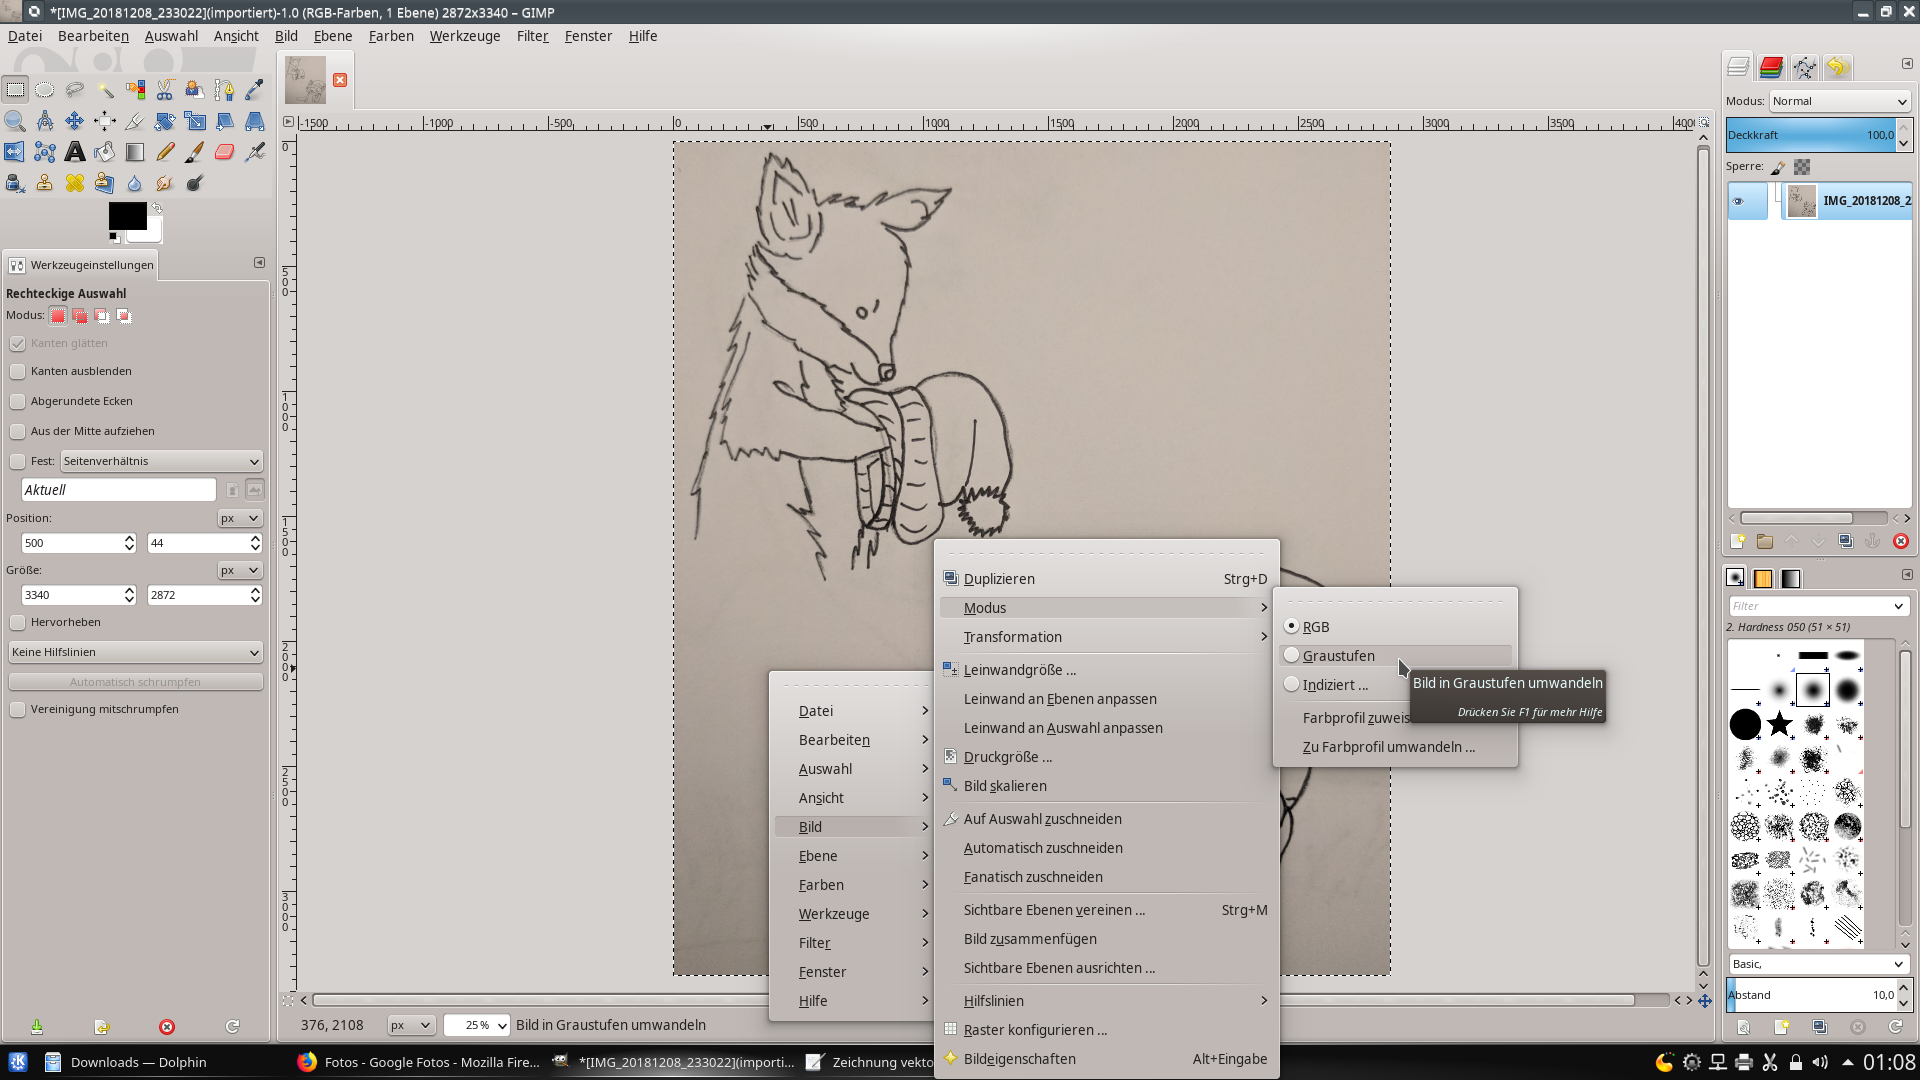 *[IMG_20181208_233022](importiert)-1.0 (RGB-Farben, 1 Ebene) 2872x3340 – GIMP
Datei Bearbeiten Auswahl Ansicht Bild Ebene Farben Werkzeuge Filter Fenster Hilfe
-1500 -1000 -500 0 500 1000 1500 2000 2500 3000 3500 4000
0
500
1000
1500
2000
2500
3000
Werkzeugeinstellungen
Rechteckige Auswahl
Modus:
Kanten glätten
Kanten ausblenden
Abgerundete Ecken
Aus der Mitte aufziehen
Fest: Seitenverhältnis
Aktuell
Position: px
500 44
Größe: px
3340 2872
Hervorheben
Keine Hilfslinien
Automatisch schrumpfen
Vereinigung mitschrumpfen
Datei
Bearbeiten
Auswahl
Ansicht
Bild
Ebene
Farben
Werkzeuge
Filter
Fenster
Hilfe
Duplizieren Strg+D
Modus
Transformation
Leinwandgröße ...
Leinwand an Ebenen anpassen
Leinwand an Auswahl anpassen
Druckgröße ...
Bild skalieren
Auf Auswahl zuschneiden
Automatisch zuschneiden
Fanatisch zuschneiden
Sichtbare Ebenen vereinen ... Strg+M
Bild zusammenfügen
Sichtbare Ebenen ausrichten ...
Hilfslinien
Raster konfigurieren ...
Bildeigenschaften Alt+Eingabe
RGB
Graustufen
Indiziert ...
Farbprofil zuweis
Zu Farbprofil umwandeln ...
Bild in Graustufen umwandeln
Drücken Sie F1 für mehr Hilfe
Modus: Normal
Deckkraft 100,0
Sperre:
IMG_20181208_2
Filter
2. Hardness 050 (51 × 51)
Basic,
Abstand 10,0
376, 2108 px 25 % Bild in Graustufen umwandeln
Downloads — Dolphin
Fotos - Google Fotos - Mozilla Fire...
*[IMG_20181208_233022](importi...
Zeichnung vekto
01:08